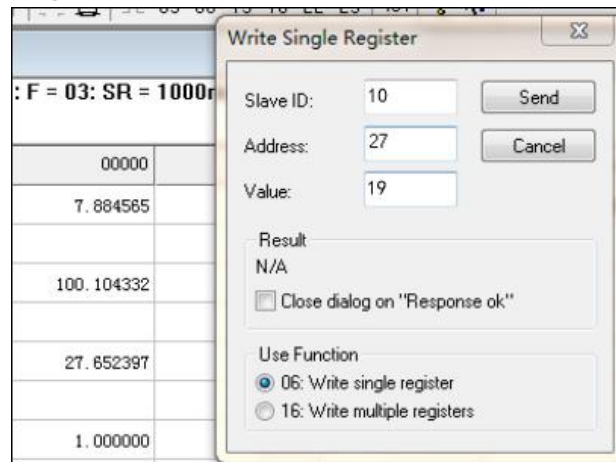 Write Single Register
: F = 03: SR = 1000
00000
7.884565
100.104332
27.652397
1.000000
Slave ID:
10
Send
Address:
27
Cancel
Value:
19
Result
N/A
Close dialog on "Response ok"
Use Function
06: Write single register
16: Write multiple registers